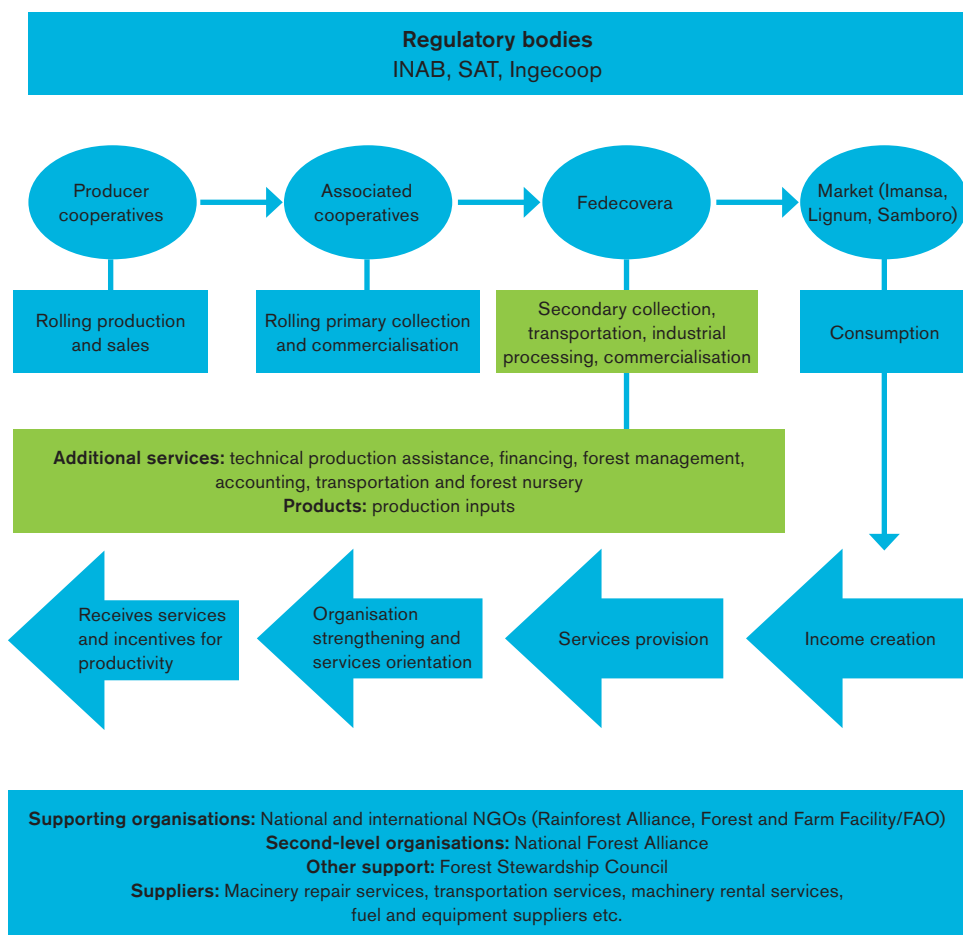 Regulatory bodies
INAB, SAT, Ingecoop
Producer
cooperatives
Associated
cooperatives
Fedecovera
Market (Imansa,
Lignum, Samboro)
Rolling production
and sales
Rolling primary collection
and commercialisation
Secondary collection,
transportation, industrial
processing, commercialisation
Consumption
Additional services: technical production assistance, financing, forest management,
accounting, transportation and forest nursery
Products: production inputs
Receives services
and incentives for
productivity
Organisation
strengthening and
services orientation
Services provision
Income creation
Supporting organisations: National and international NGOs (Rainforest Alliance, Forest and Farm Facility/FAO)
Second-level organisations: National Forest Alliance
Other support: Forest Stewardship Council
Suppliers: Macinery repair services, transportation services, machinery rental services,
fuel and equipment suppliers etc.